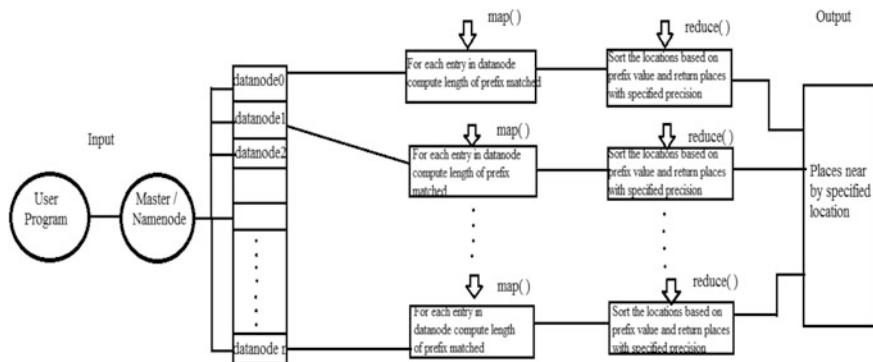 Input
User
Program
Master /
Namenode
datanode0
datanode1
datanode2
datanode r
map( )
For each entry in datanode
compute length of prefix matched
reduce( )
Sort the locations based on
prefix value and return places
with specified precision
map( )
For each entry in datanode
compute length of prefix
matched
reduce( )
Sort the locations based on
prefix value and return places
with specified precision
map( )
For each entry in
datanode compute length
of prefix matched
reduce( )
Sort the locations based on
prefix value and return places
with specified precision
Output
Places near
by specified
location